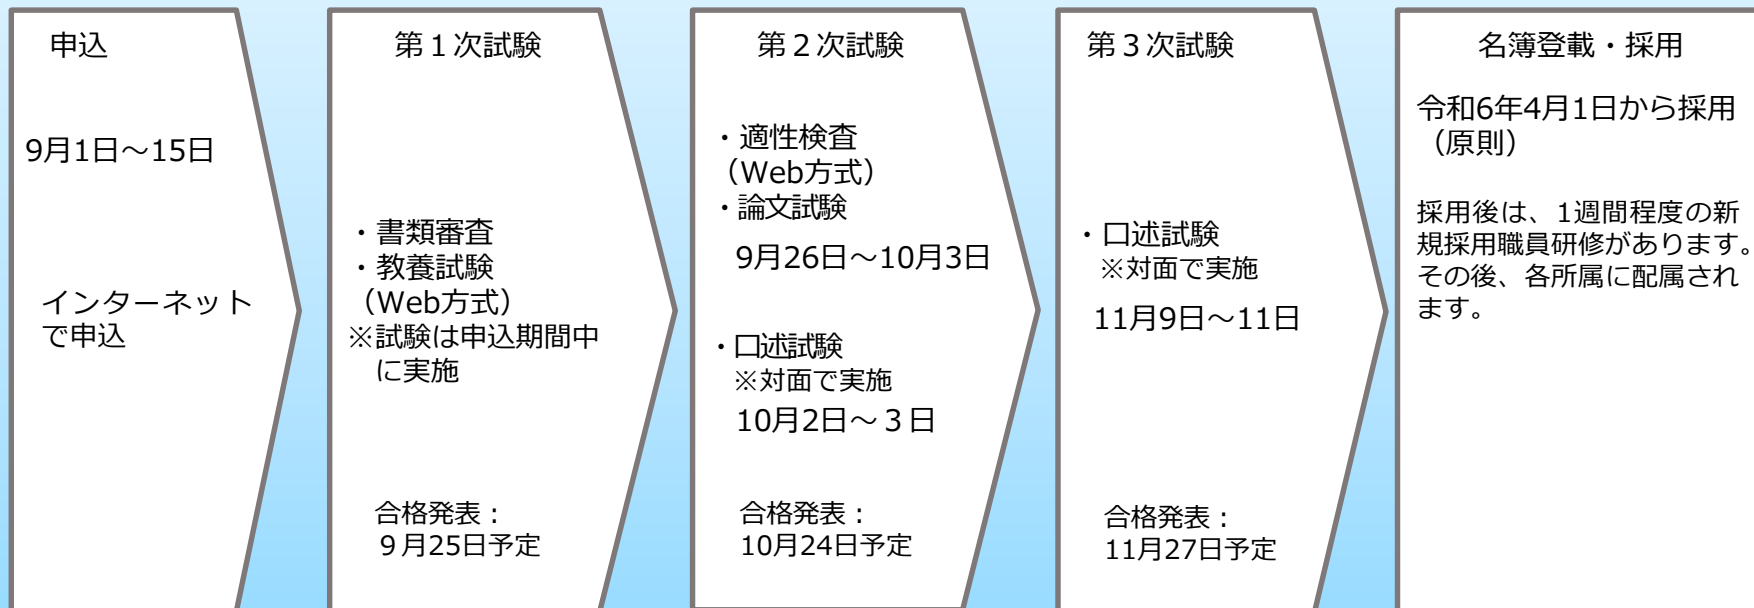 申込
9月1日～15日
インターネット
で申込
第１次試験
・書類審査
・教養試験
（Web方式）
※試験は申込期間中
に実施
合格発表：
９月25日予定
第２次試験
・適性検査
（Web方式）
・論文試験
9月26日～10月3日
・口述試験
※対面で実施
10月2日～３日
合格発表：
10月24日予定
第３次試験
・口述試験
※対面で実施
11月9日～11日
合格発表：
11月27日予定
名簿登載・採用
令和6年4月1日から採用
（原則）
採用後は、1週間程度の新
規採用職員研修があります。
その後、各所属に配属され
ます。